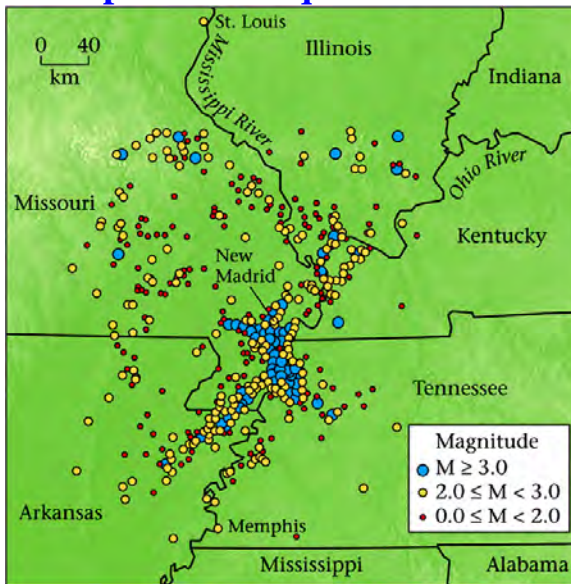 St. Louis
0 40
km
Illinois
Indiana
Mississippi River
Ohio River
Missouri
Kentucky
New
Madrid
Tennessee
Magnitude
M ≥ 3.0
2.0 ≤ M < 3.0
0.0 ≤ M < 2.0
Arkansas
Memphis
Mississippi
Alabama